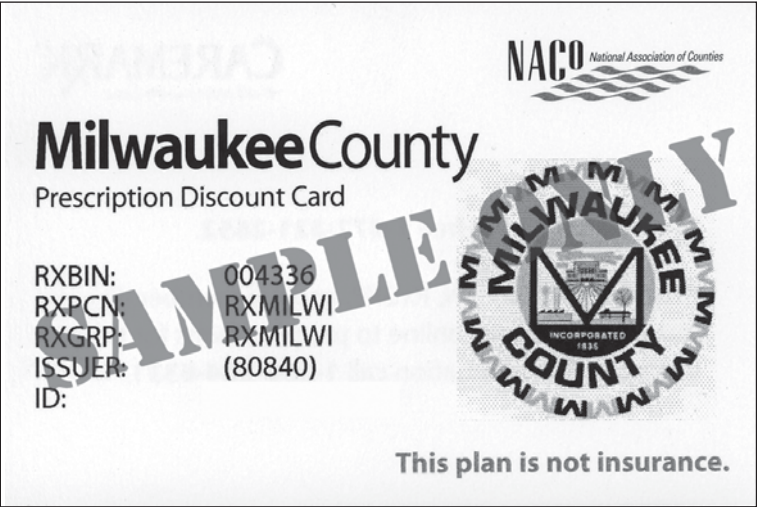 NACO National Association of Counties
Milwaukee County
Prescription Discount Card
SAMPLE ONLY
RXBIN: 004336
RXPCN: RXMILWI
RXGRP: RXMILWI
ISSUER: (80840)
ID:
M M M M M M M M M M M M M M M M
MILWAUKEE
INCORPORATED
1835
COUNTY
This plan is not insurance.